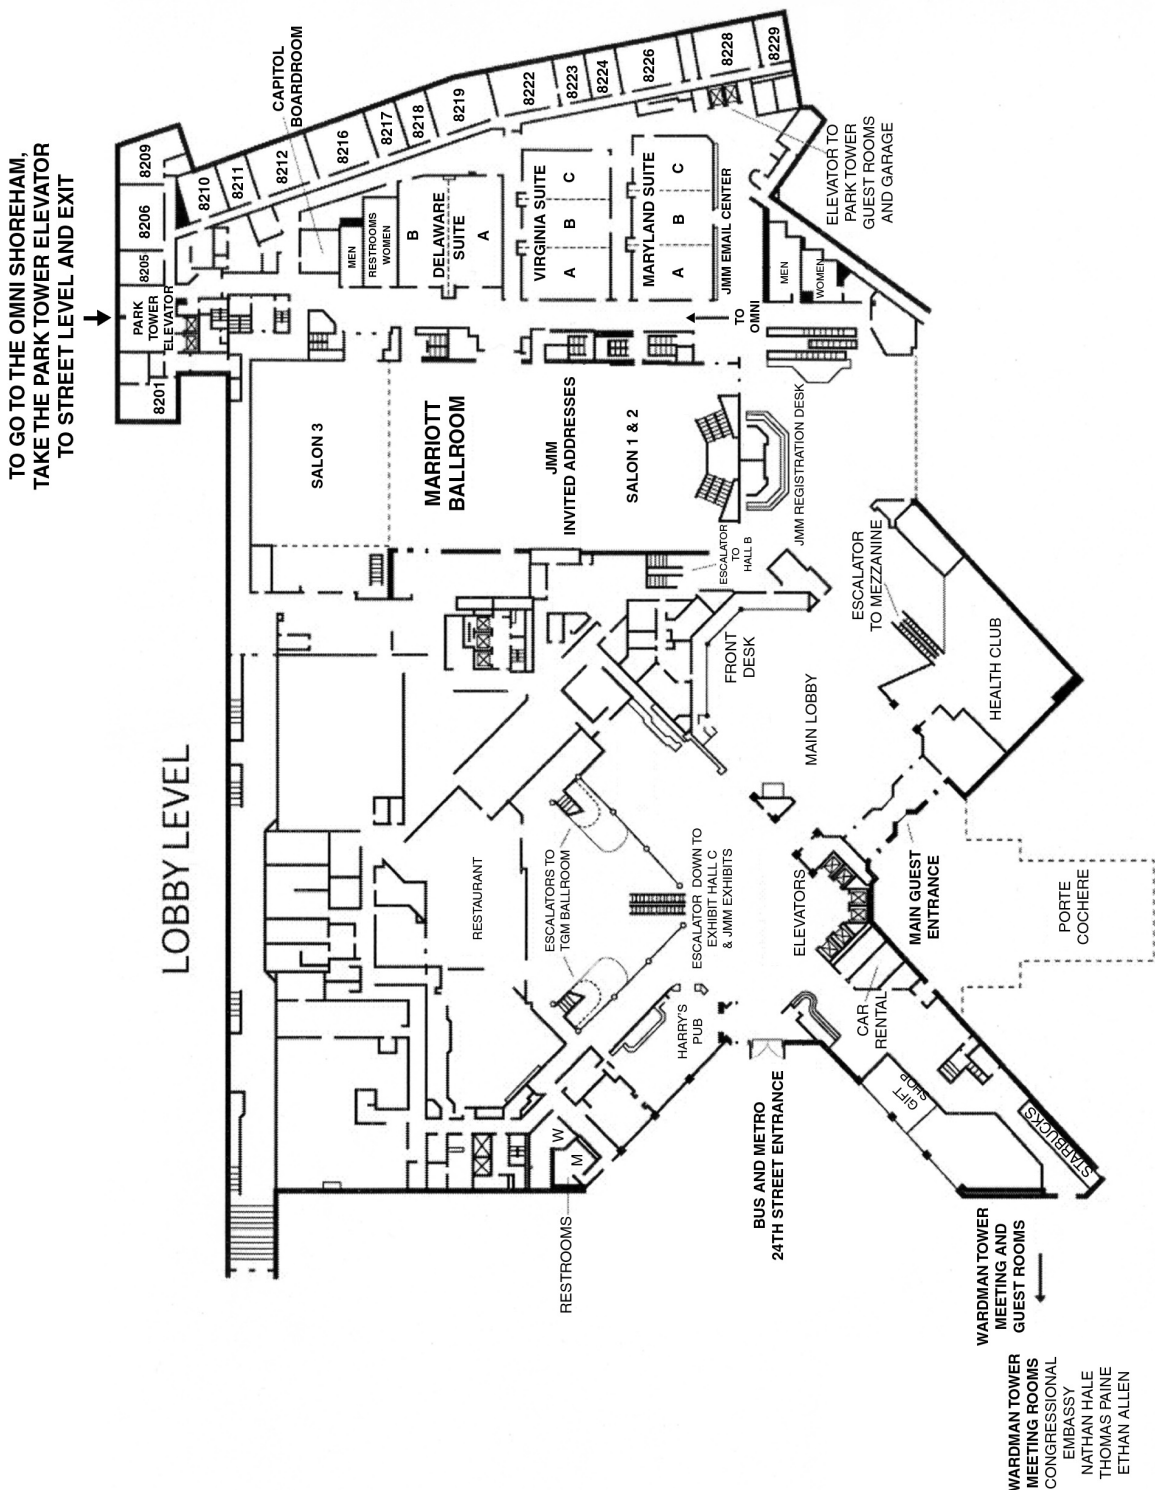 TO GO TO THE OMNI SHOREHAM,
TAKE THE PARK TOWER ELEVATOR
TO STREET LEVEL AND EXIT
LOBBY LEVEL
8201
PARK
TOWER
ELEVATOR
8205
8206
8209
8210
8211
8212
8216
8217
8218
8219
8222
8223
8224
8226
8228
8229
CAPITOL
BOARDROOM
MEN
RESTROOMS
WOMEN
B
DELAWARE
SUITE
A
VIRGINIA SUITE
A
B
C
MARYLAND SUITE
A
B
C
JMM EMAIL CENTER
ELEVATOR TO
PARK TOWER
GUEST ROOMS
AND GARAGE
MEN
WOMEN
TO
OMNI
SALON 3
MARRIOTT
BALLROOM
JMM
INVITED ADDRESSES
SALON 1 & 2
JMM REGISTRATION DESK
ESCALATOR
TO
HALL B
ESCALATOR
TO MEZZANINE
FRONT
DESK
MAIN LOBBY
HEALTH CLUB
RESTAURANT
ESCALATORS TO
TGM BALLROOM
ESCALATOR DOWN TO
EXHIBIT HALL C
& JMM EXHIBITS
ELEVATORS
MAIN GUEST
ENTRANCE
PORTE
COCHERE
HARRY'S
PUB
CAR
RENTAL
GIFT
SHOP
STARBUCKS
W
M
RESTROOMS
BUS AND METRO
24TH STREET ENTRANCE
WARDMAN TOWER
MEETING AND
GUEST ROOMS
WARDMAN TOWER
MEETING ROOMS
CONGRESSIONAL
EMBASSY
NATHAN HALE
THOMAS PAINE
ETHAN ALLEN